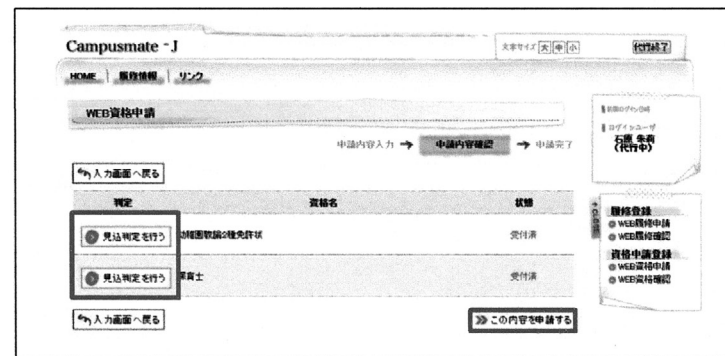 Campusmate-J
文字サイズ 大 中 小
代行終了
HOME 履修情報 リンク
WEB資格申請
前回ログイン日時
ログインユーザ
石原 朱莉
(代行中)
申請内容入力 → 申請内容確認 → 申請完了
入力画面へ戻る
判定 資格名 状態
見込判定を行う 幼稚園教諭2種免許状 受付済
見込判定を行う 保育士 受付済
入力画面へ戻る
この内容を申請する
履修登録
WEB履修申請
WEB履修確認
資格申請登録
WEB資格申請
WEB資格確認